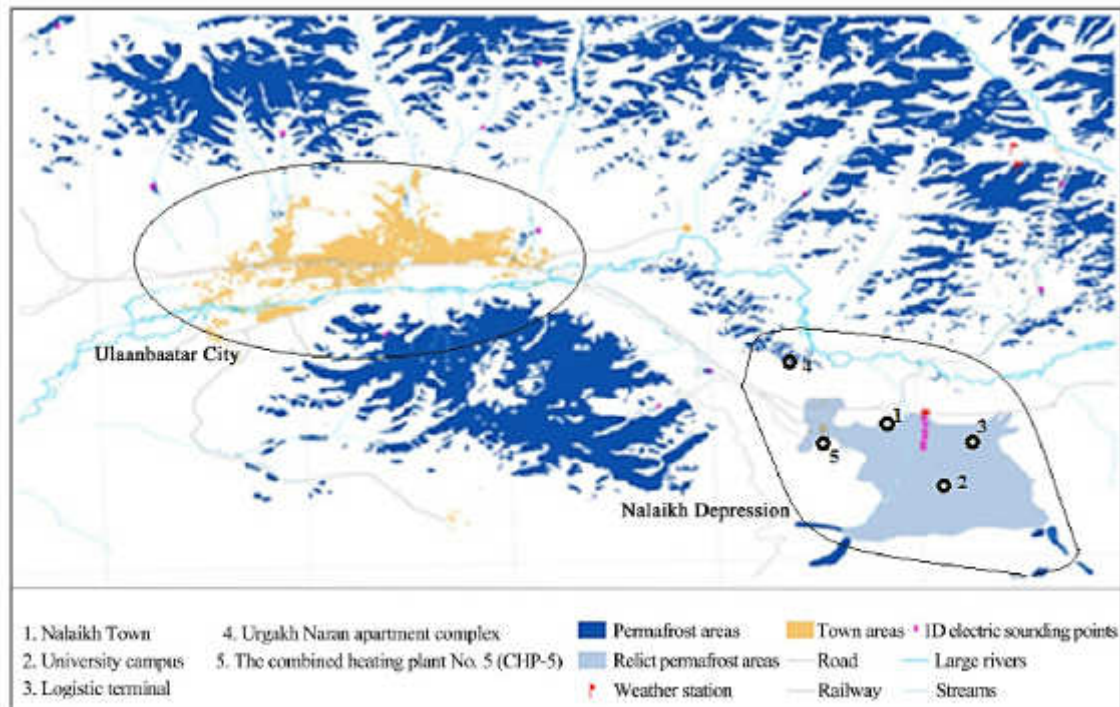 Ulaanbaatar City
4
1
3
5
2
Nalaikh Depression
1. Nalaikh Town
2. University campus
3. Logistic terminal
4. Urgakh Naran apartment complex
5. The combined heating plant No. 5 (CHP-5)
Permafrost areas
Relict permafrost areas
Weather station
Town areas
Road
Railway
1D electric sounding points
Large rivers
Streams